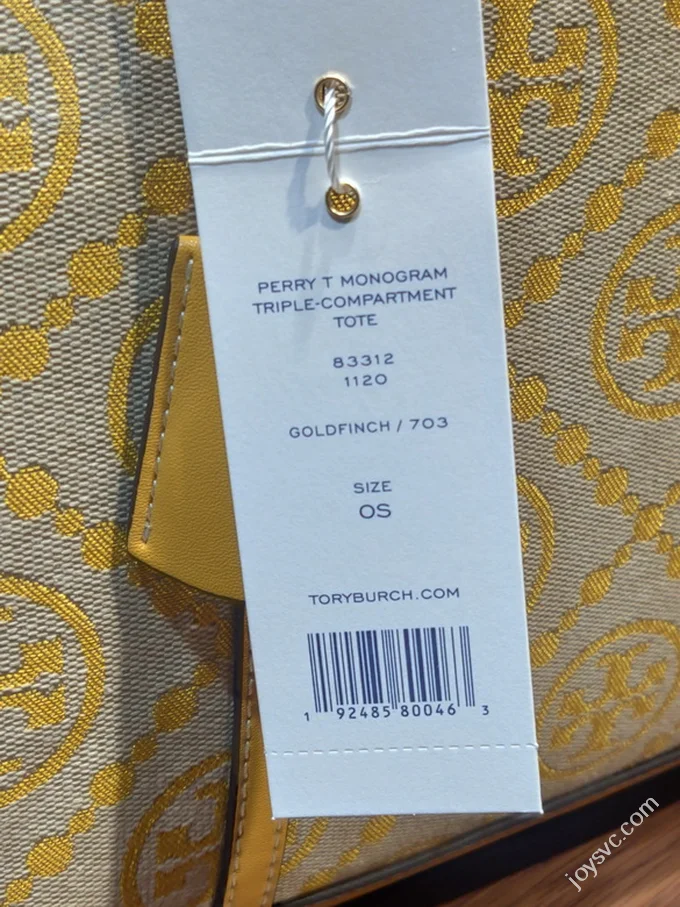 PERRY T MONOGRAM
TRIPLE-COMPARTMENT
TOTE
83312
1120
GOLDFINCH / 703
SIZE
OS
TORYBURCH.COM
1 92485 80046 3
joysvc.com